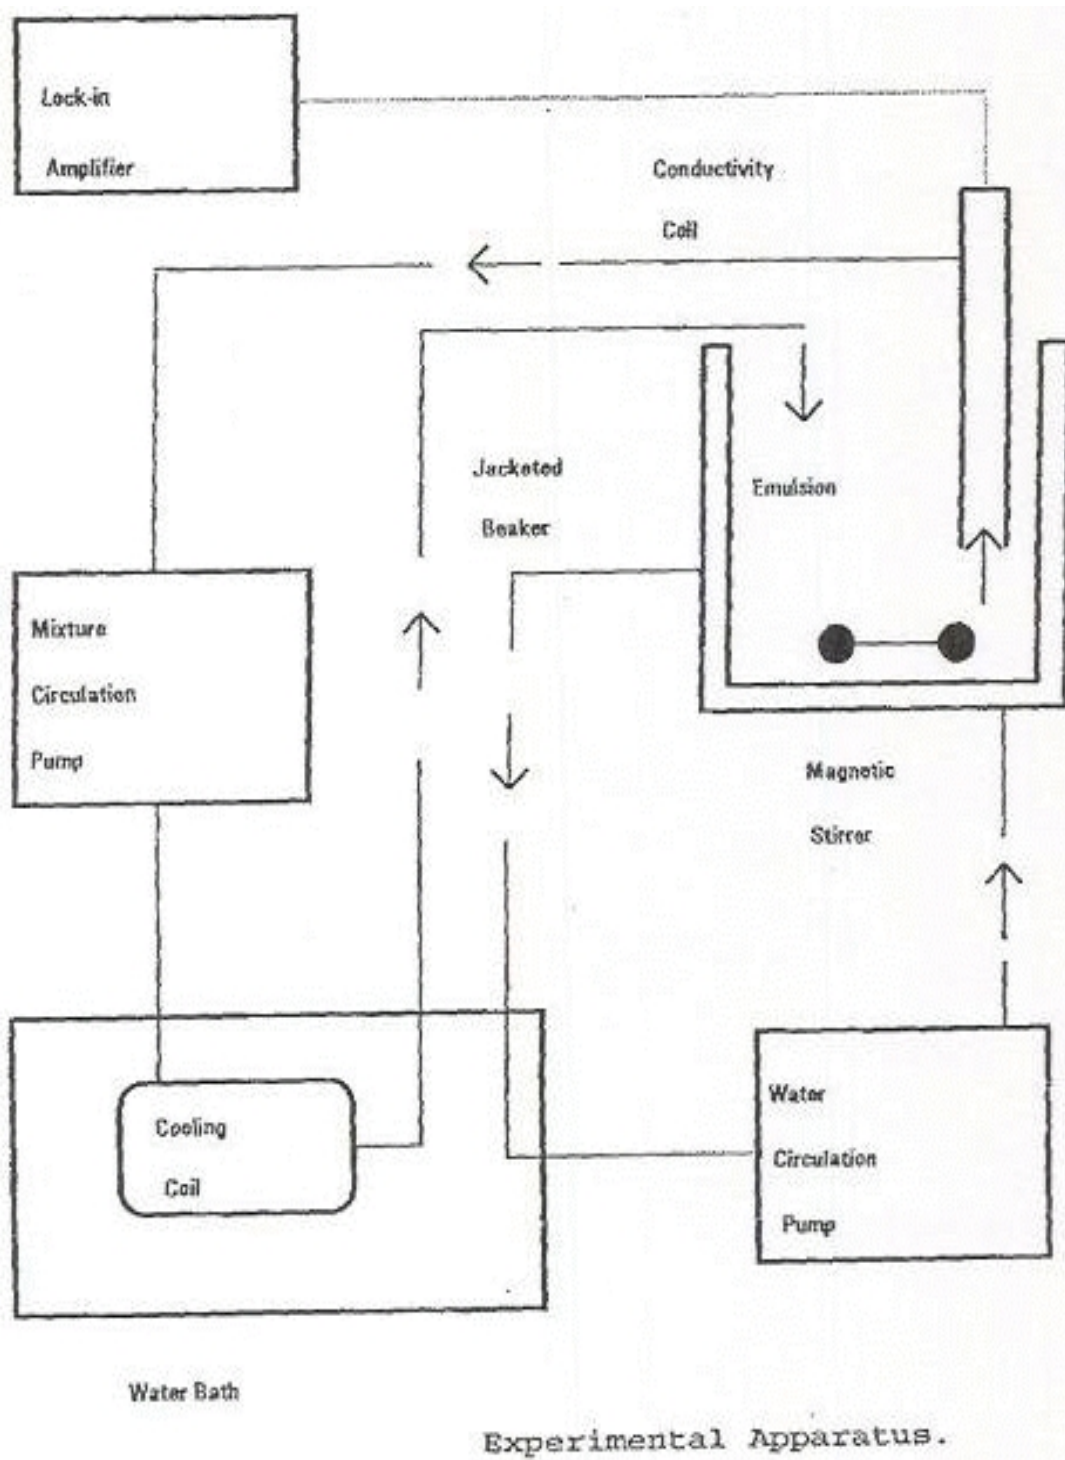 Lock-in
Amplifier
Conductivity
Coil
Jacketed
Beaker
Emulsion
Mixture
Circulation
Pump
Magnetic
Stirrer
Cooling
Coil
Water
Circulation
Pump
Water Bath
Experimental Apparatus.